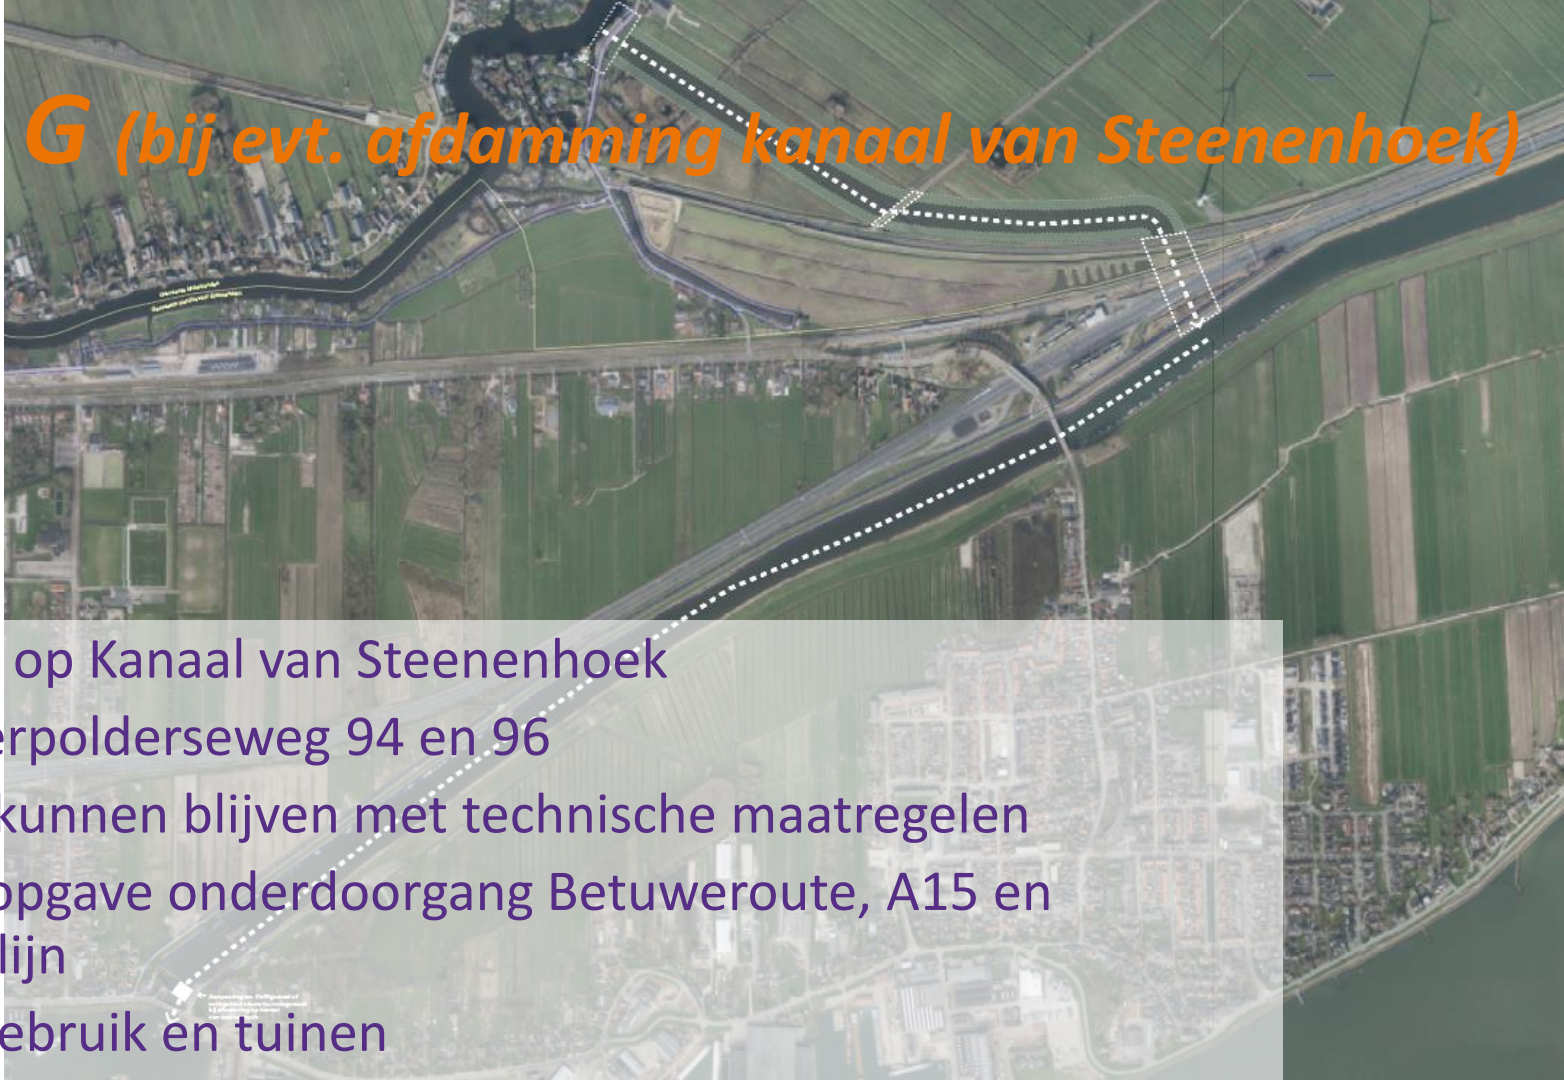 G (bij evt. afdamming kanaal van Steenenhoek)
op Kanaal van Steenenhoek
erpolderseweg 94 en 96
kunnen blijven met technische maatregelen
opgave onderdoorgang Betuweroute, A15 en
lijn
ebruik en tuinen